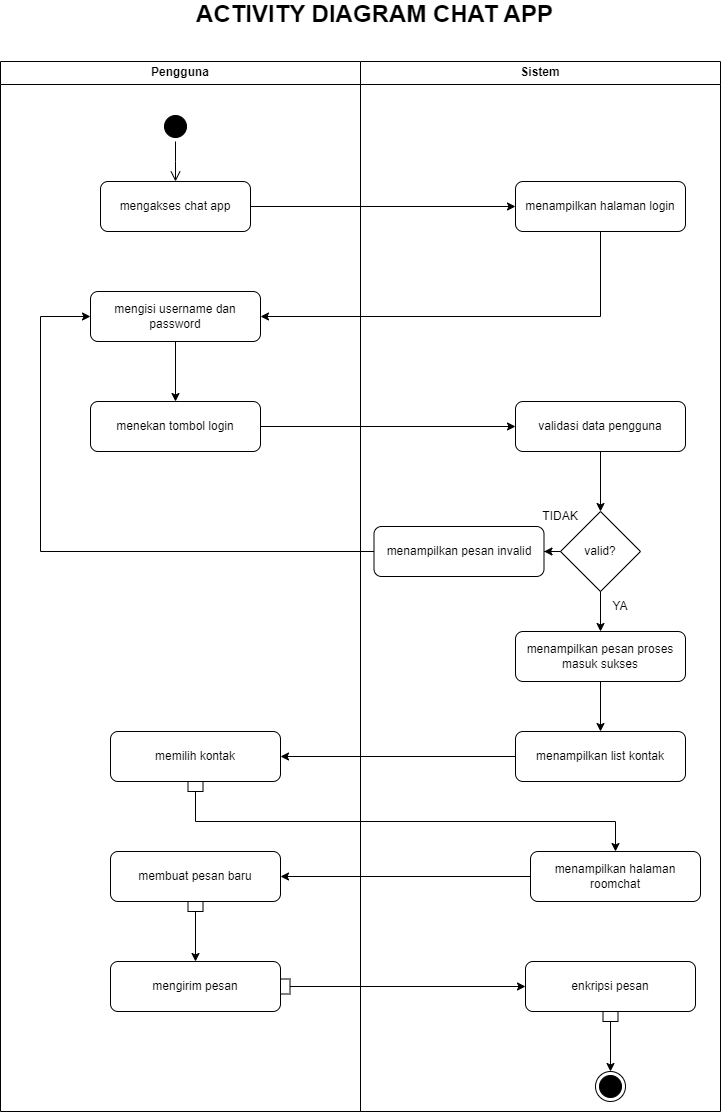 ACTIVITY DIAGRAM CHAT APP
Pengguna
Sistem
mengakses chat app
menampilkan halaman login
mengisi username dan
password
menekan tombol login
validasi data pengguna
TIDAK
menampilkan pesan invalid
valid?
YA
menampilkan pesan proses
masuk sukses
memilih kontak
menampilkan list kontak
membuat pesan baru
menampilkan halaman
roomchat
mengirim pesan
enkripsi pesan